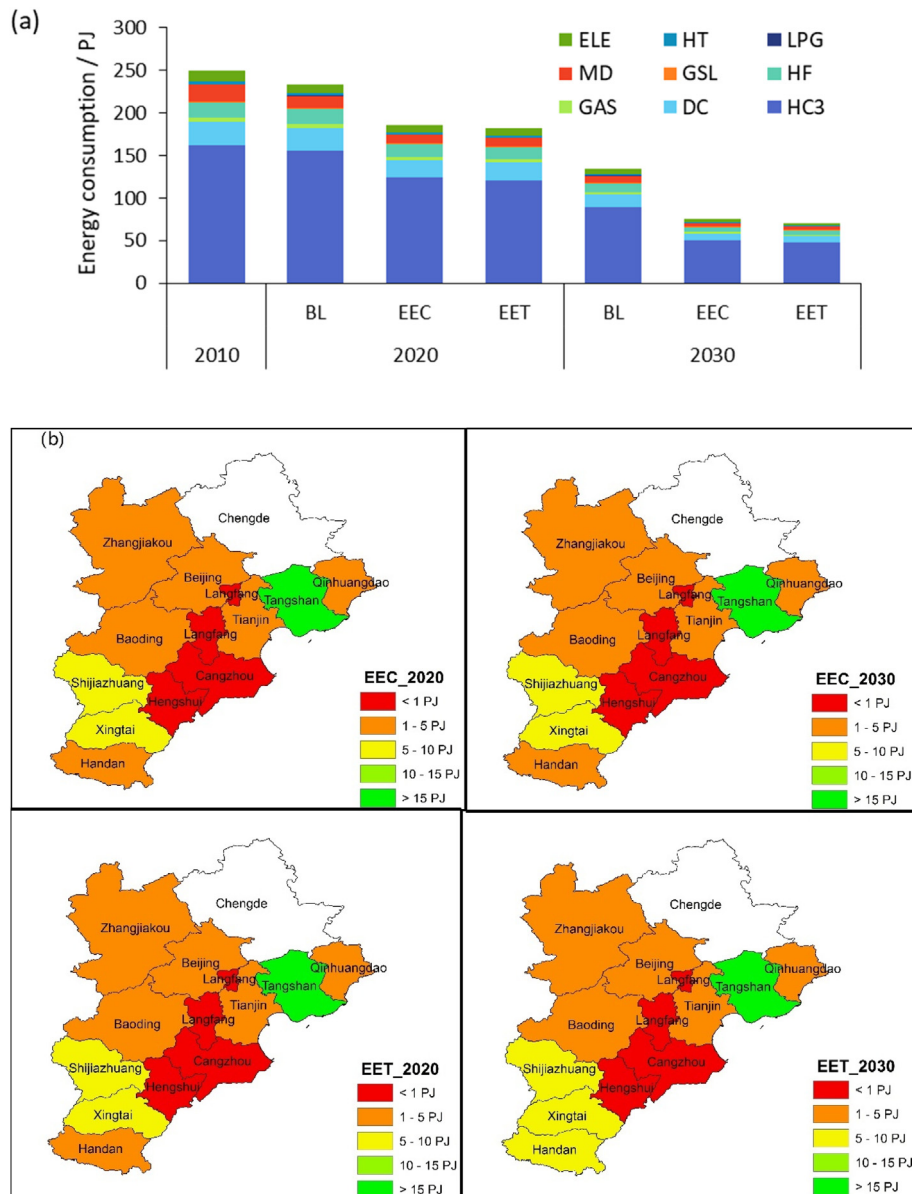 (a)
Energy consumption / PJ
300
250
200
150
100
50
0
ELE HT LPG
MD GSL HF
GAS DC HC3
BL EEC EET BL EEC EET
2010 2020 2030
(b)
Chengde
Zhangjiakou
Beijing
Langfang
Qinhuangdao
Tangshan
Tianjin
Langfang
Baoding
Cangzhou
Shijiazhuang
Hengshui
Xingtai
Handan
EEC_2020
< 1 PJ
1 - 5 PJ
5 - 10 PJ
10 - 15 PJ
> 15 PJ
Chengde
Zhangjiakou
Beijing
Langfang
Qinhuangdao
Tangshan
Tianjin
Langfang
Baoding
Cangzhou
Shijiazhuang
Hengshui
Xingtai
Handan
EEC_2030
< 1 PJ
1 - 5 PJ
5 - 10 PJ
10 - 15 PJ
> 15 PJ
Chengde
Zhangjiakou
Beijing
Langfang
Qinhuangdao
Tangshan
Tianjin
Langfang
Baoding
Cangzhou
Shijiazhuang
Hengshui
Xingtai
Handan
EET_2020
< 1 PJ
1 - 5 PJ
5 - 10 PJ
10 - 15 PJ
> 15 PJ
Chengde
Zhangjiakou
Beijing
Langfang
Qinhuangdao
Tangshan
Tianjin
Langfang
Baoding
Cangzhou
Shijiazhuang
Hengshui
Xingtai
Handan
EET_2030
< 1 PJ
1 - 5 PJ
5 - 10 PJ
10 - 15 PJ
> 15 PJ